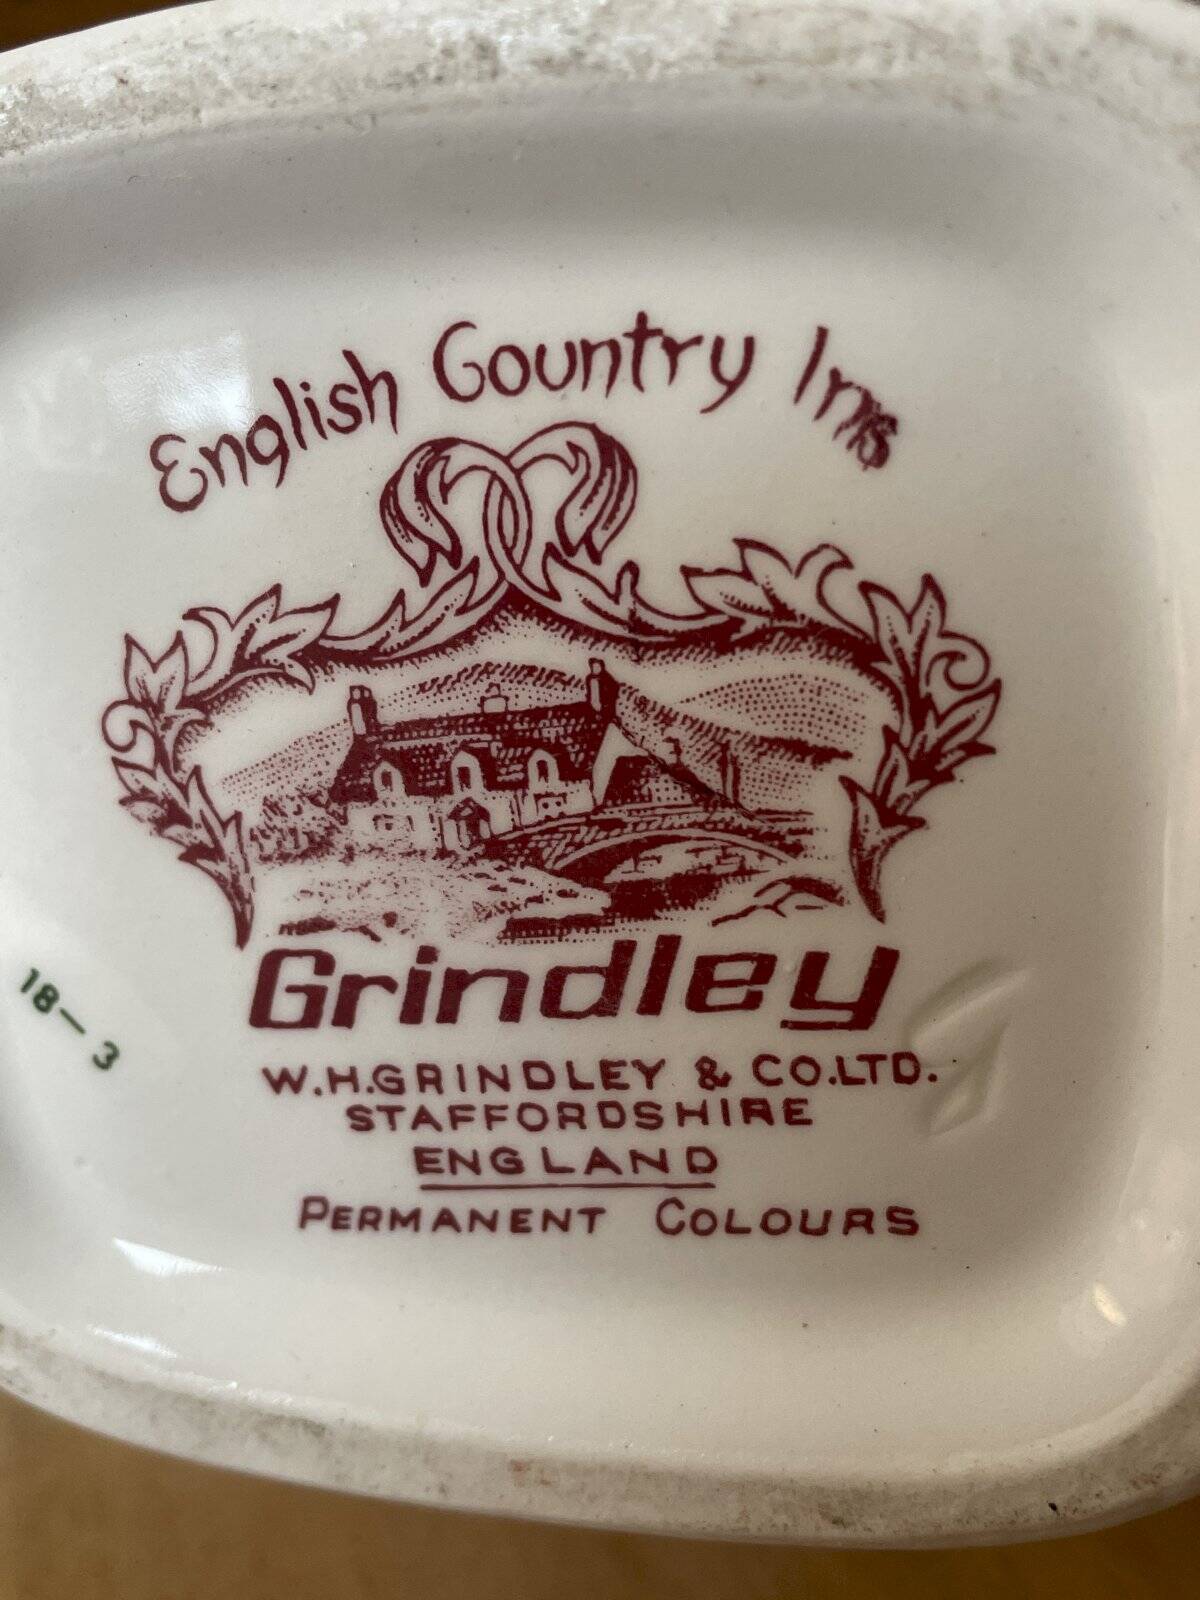 English Country Inns
Grindley
18-3
W.H.GRINDLEY & CO.LTD.
STAFFORDSHIRE
ENGLAND
PERMANENT COLOURS